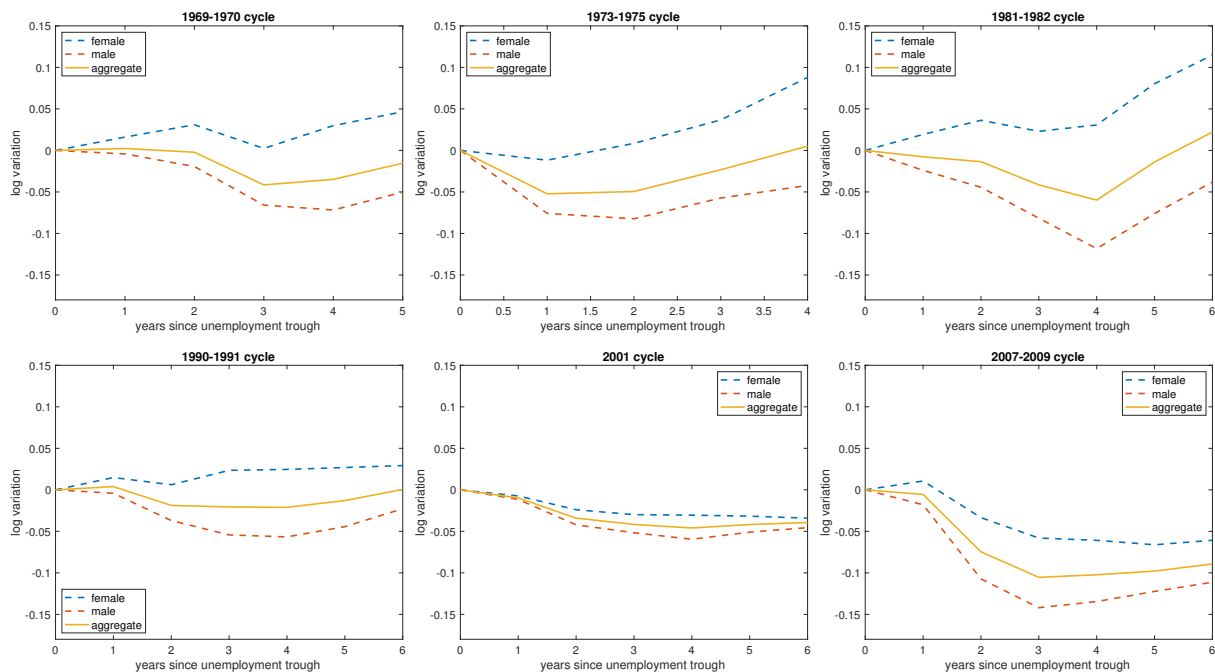 1969-1970 cycle
0.15
0.1
0.05
0
-0.05
-0.1
-0.15
log variation
female
male
aggregate
0 1 2 3 4 5
years since unemployment trough
1973-1975 cycle
0.15
0.1
0.05
0
-0.05
-0.1
-0.15
log variation
female
male
aggregate
0 0.5 1 1.5 2 2.5 3 3.5 4
years since unemployment trough
1981-1982 cycle
0.15
0.1
0.05
0
-0.05
-0.1
-0.15
log variation
female
male
aggregate
0 1 2 3 4 5 6
years since unemployment trough
1990-1991 cycle
0.15
0.1
0.05
0
-0.05
-0.1
-0.15
log variation
female
male
aggregate
0 1 2 3 4 5 6
years since unemployment trough
2001 cycle
0.15
0.1
0.05
0
-0.05
-0.1
-0.15
log variation
female
male
aggregate
0 1 2 3 4 5 6
years since unemployment trough
2007-2009 cycle
0.15
0.1
0.05
0
-0.05
-0.1
-0.15
log variation
female
male
aggregate
0 1 2 3 4 5 6
years since unemployment trough